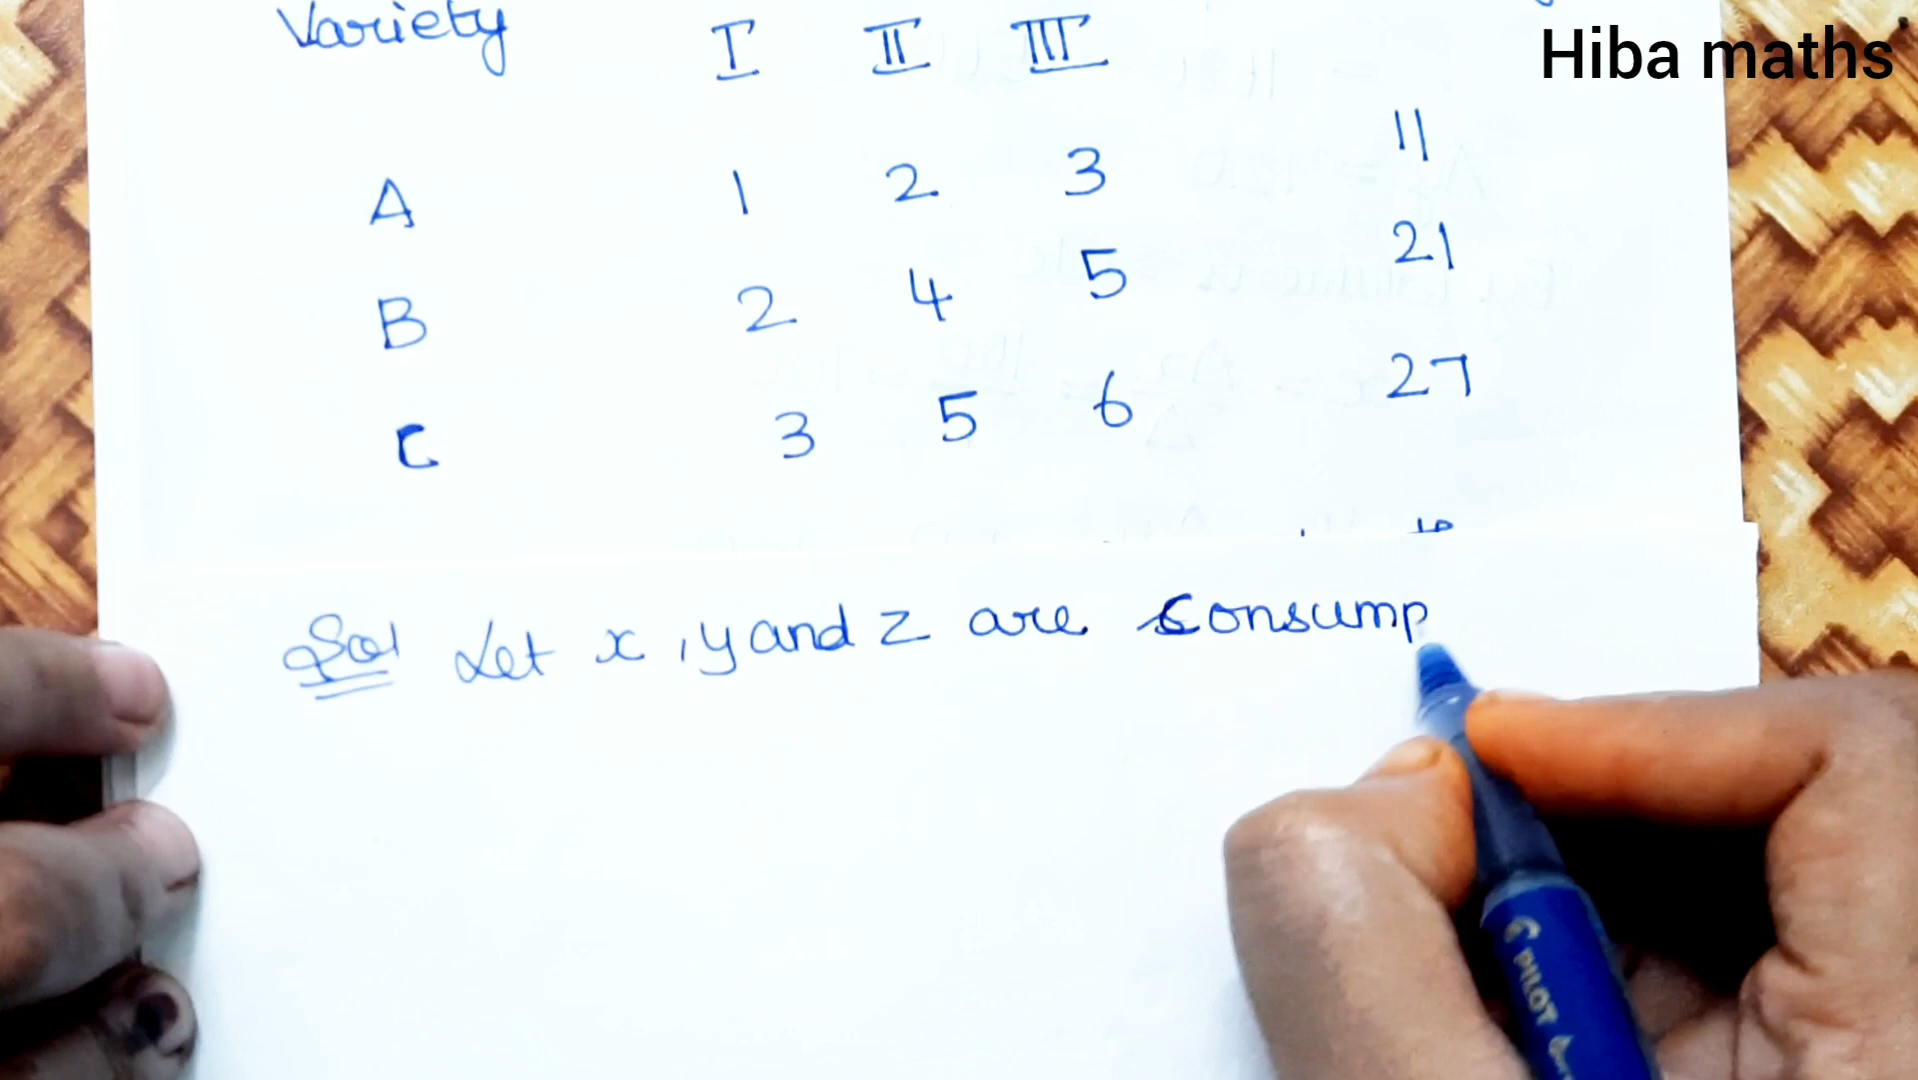 Hiba maths
Variety I II III
A 1 2 3 11
B 2 4 5 21
C 3 5 6 27
Sol Let x, y and z are consump
PILOT